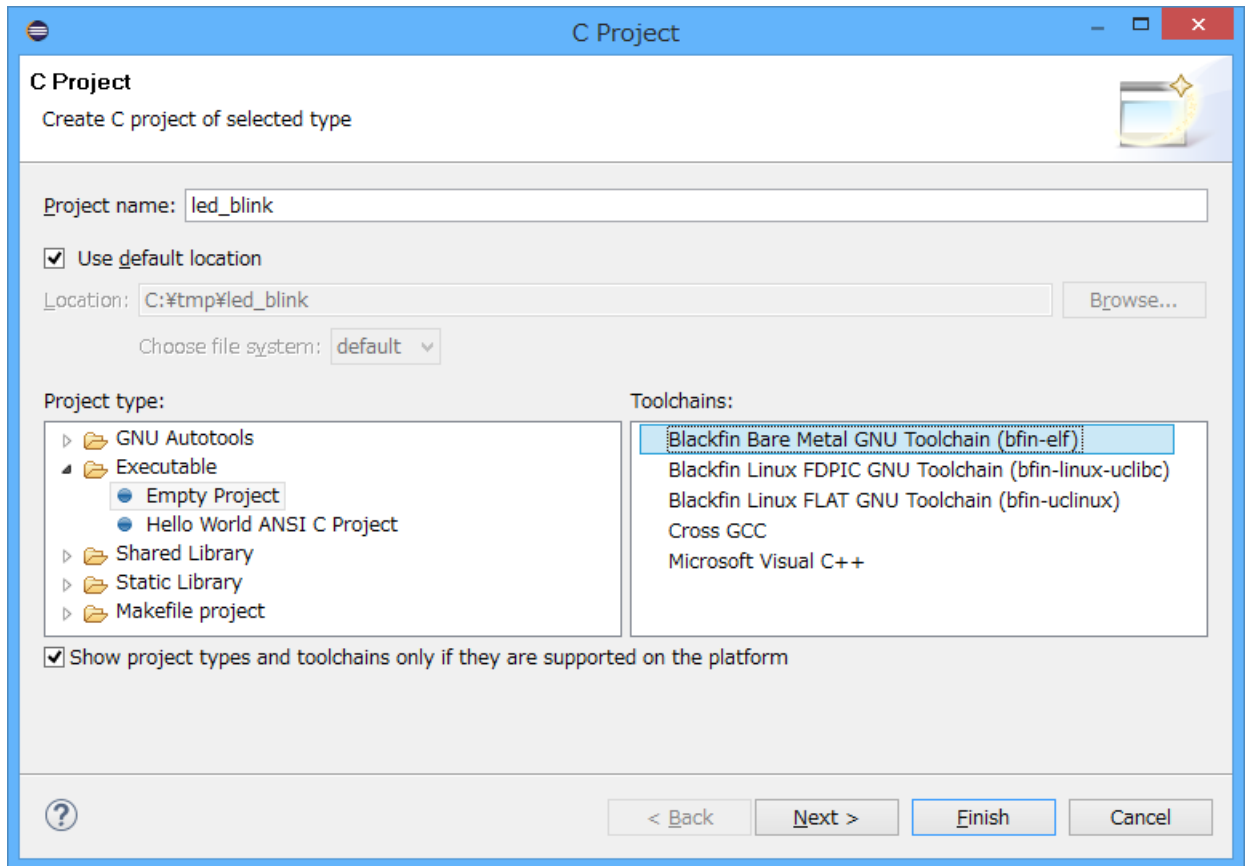 C Project
C Project
Create C project of selected type
Project name: led_blink
Use default location
Location: C:¥tmp¥led_blink Browse...
Choose file system: default
Project type: Toolchains:
GNU Autotools
Executable
Empty Project
Hello World ANSI C Project
Shared Library
Static Library
Makefile project
Blackfin Bare Metal GNU Toolchain (bfin-elf)
Blackfin Linux FDPIC GNU Toolchain (bfin-linux-uclibc)
Blackfin Linux FLAT GNU Toolchain (bfin-uclinux)
Cross GCC
Microsoft Visual C++
Show project types and toolchains only if they are supported on the platform
? < Back Next > Finish Cancel